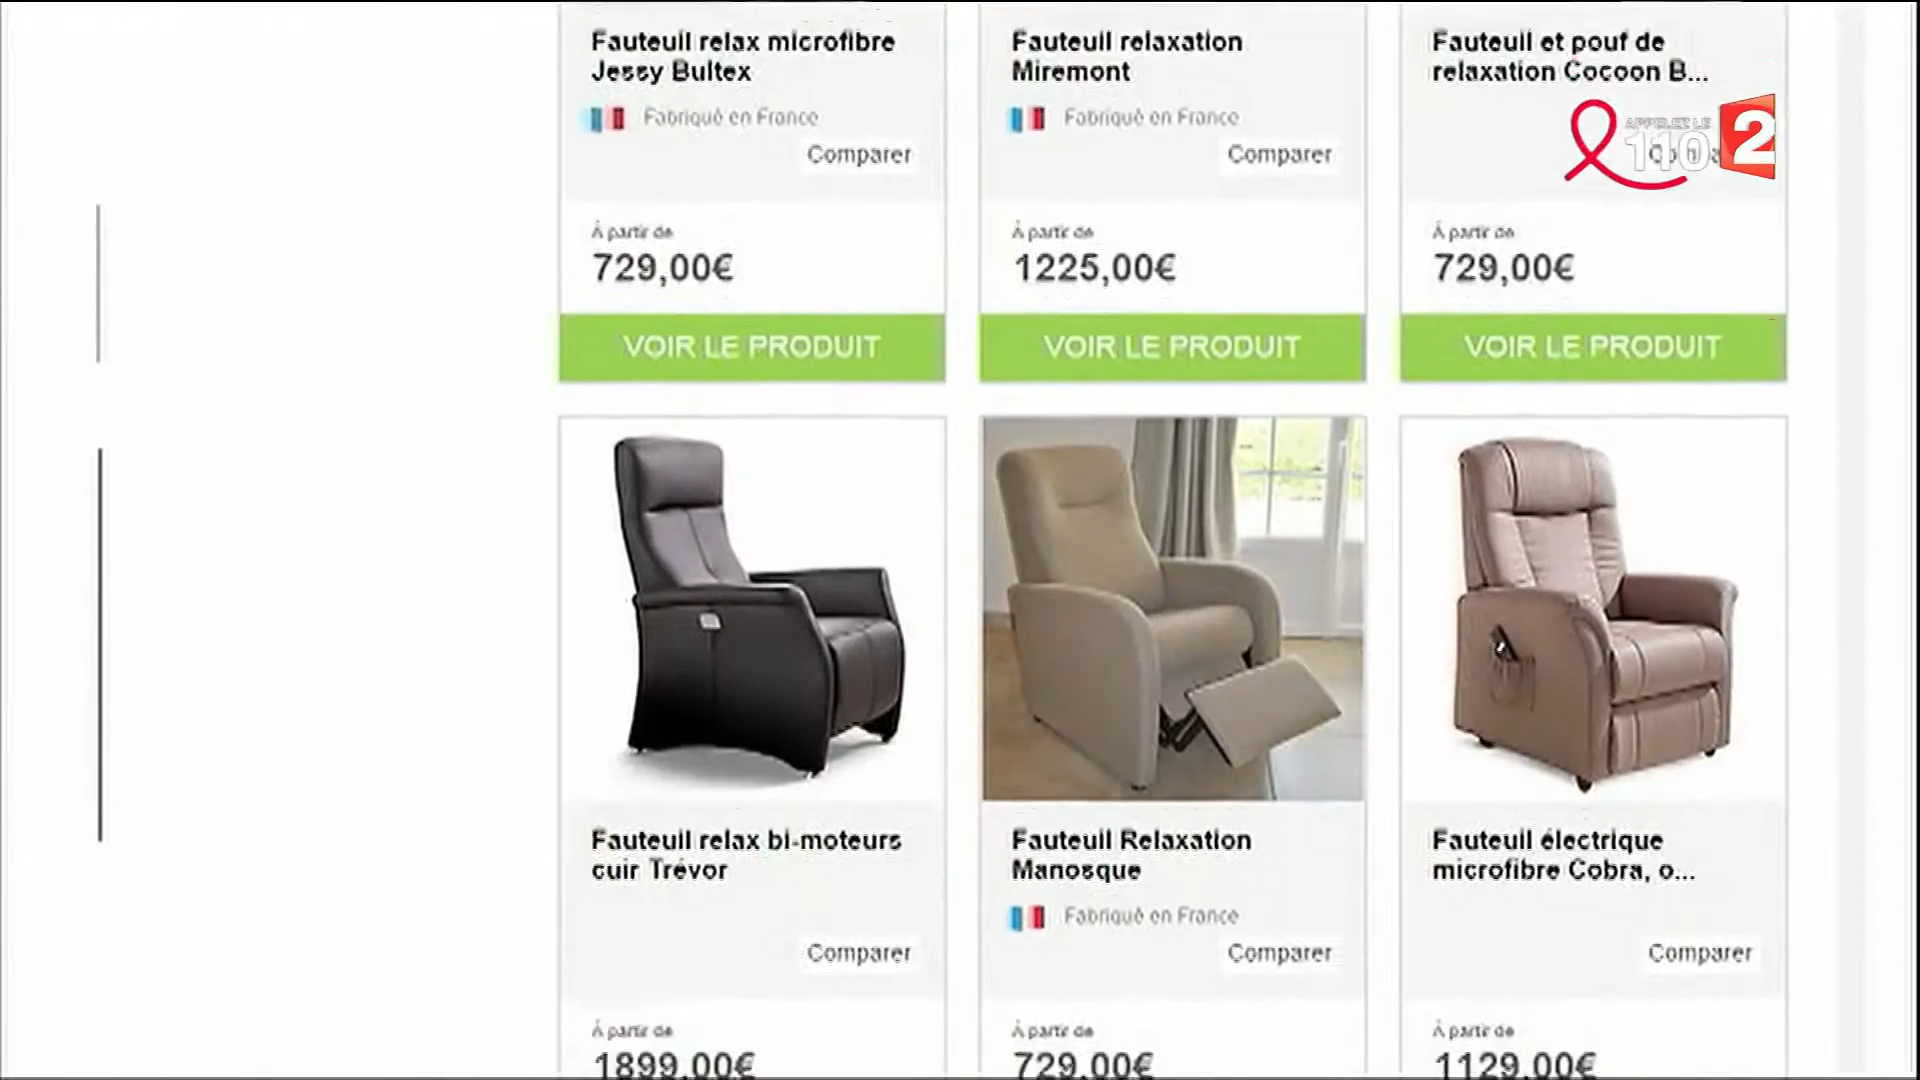 Fauteuil relax microfibre
Jessy Bultex
Fabriqué en France
Comparer
À partir de
729,00€
VOIR LE PRODUIT
Fauteuil relaxation
Miremont
Fabriqué en France
Comparer
À partir de
1225,00€
VOIR LE PRODUIT
Fauteuil et pouf de
relaxation Cocoon B...
APPELEZ LE
110
2
À partir de
729,00€
VOIR LE PRODUIT
Fauteuil relax bi-moteurs
cuir Trévor
Comparer
À partir de
1899,00€
Fauteuil Relaxation
Manosque
Fabriqué en France
Comparer
À partir de
729,00€
Fauteuil électrique
microfibre Cobra, o...
Comparer
À partir de
1129,00€